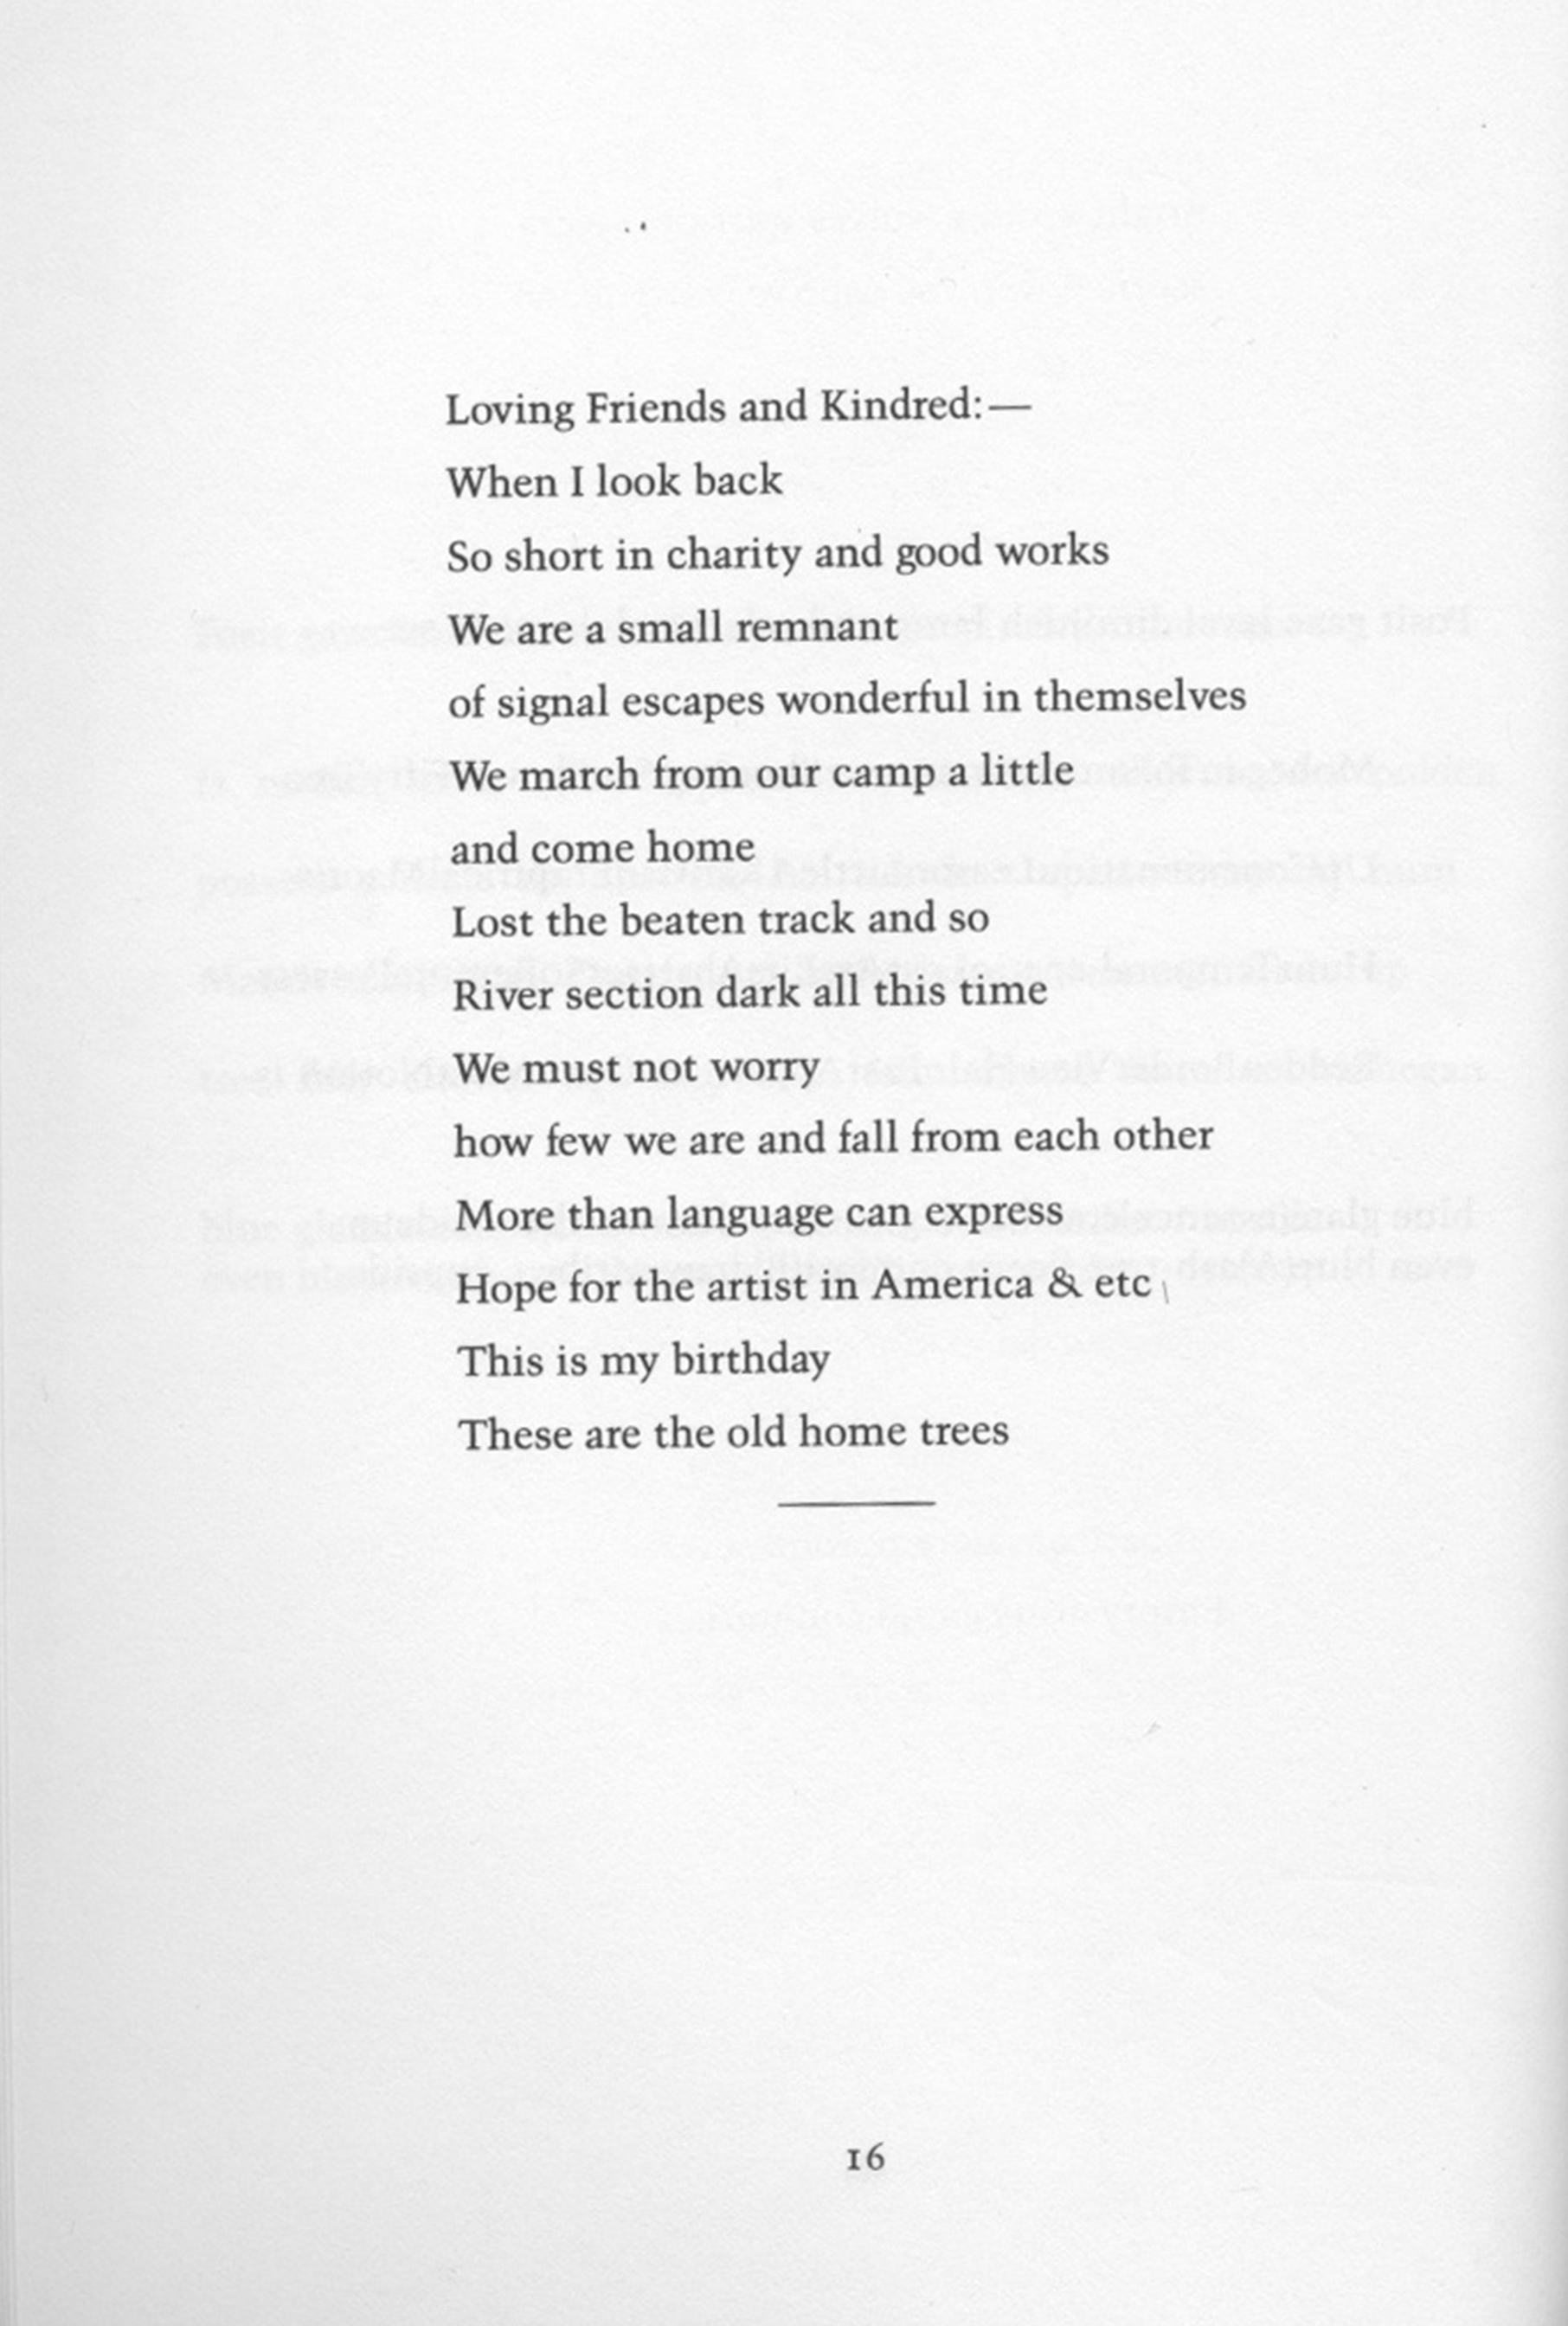 Loving Friends and Kindred:—
When I look back
So short in charity and good works
We are a small remnant
of signal escapes wonderful in themselves
We march from our camp a little
and come home
Lost the beaten track and so
River section dark all this time
We must not worry
how few we are and fall from each other
More than language can express
Hope for the artist in America & etc
This is my birthday
These are the old home trees
16